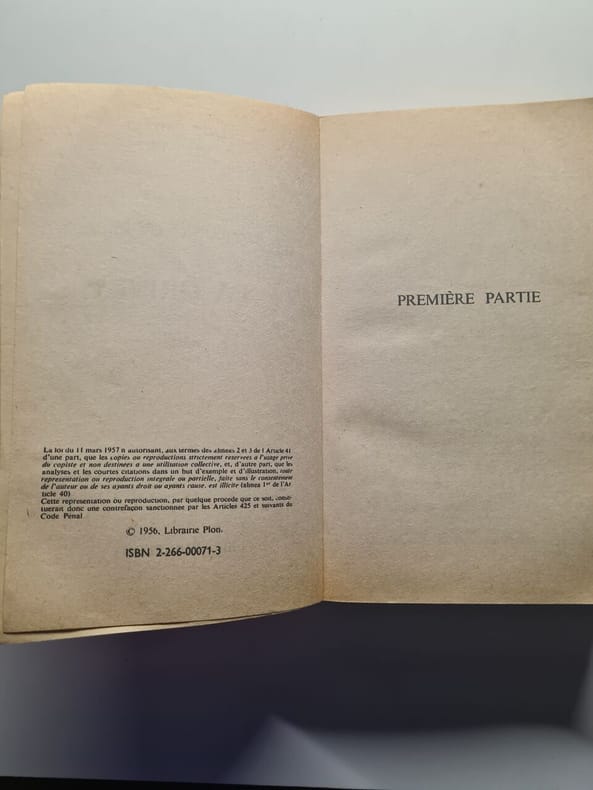 La loi du 11 mars 1957 n autorisant, aux termes des alinéas 2 et 3 de l Article 41
d'une part, que les copies ou reproductions strictement réservées à l'usage privé
du copiste et non destinées à une utilisation collective, et, d'autre part, que les
analyses et les courtes citations dans un but d'exemple et d'illustration, toute
représentation ou reproduction intégrale ou partielle, faite sans le consentement
de l'auteur ou de ses ayants droit ou ayants cause, est illicite (alinéa 1er de l'Ar
ticle 40)
Cette représentation ou reproduction, par quelque procédé que ce soit, consti-
tuerait donc une contrefaçon sanctionnée par les Articles 425 et suivants du
Code Pénal
© 1956, Librairie Plon.
ISBN 2-266-00071-3
PREMIÈRE PARTIE